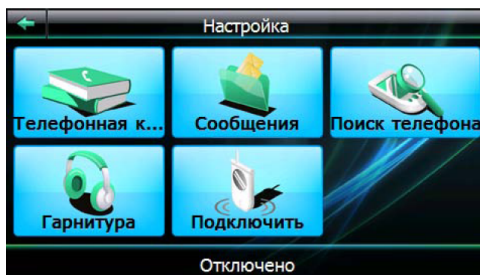 Настройка
Телефонная к...
Сообщения
Поиск телефона
Гарнитура
Подключить
Отключено